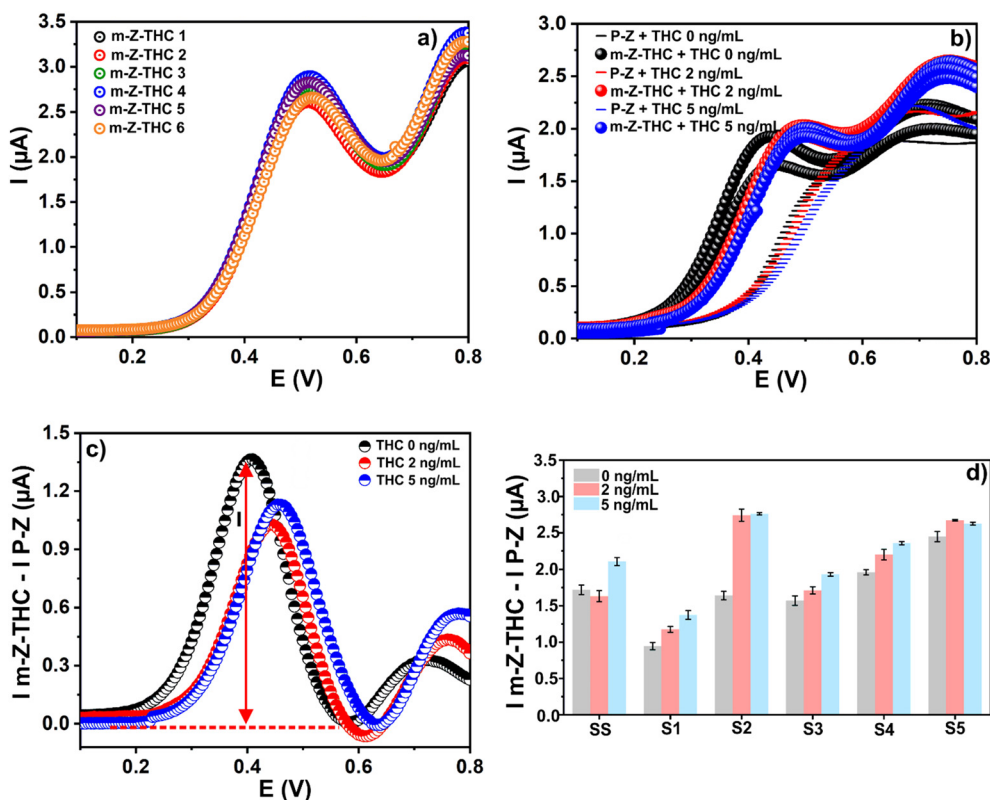 a)
m-Z-THC 1
m-Z-THC 2
m-Z-THC 3
m-Z-THC 4
m-Z-THC 5
m-Z-THC 6
3.5
3.0
2.5
2.0
1.5
1.0
0.5
0.0
I (µA)
0.2 0.4 0.6 0.8
E (V)
b)
P-Z + THC 0 ng/mL
m-Z-THC + THC 0 ng/mL
P-Z + THC 2 ng/mL
m-Z-THC + THC 2 ng/mL
P-Z + THC 5 ng/mL
m-Z-THC + THC 5 ng/mL
3.0
2.5
2.0
1.5
1.0
0.5
0.0
I (µA)
0.2 0.4 0.6 0.8
E (V)
c)
THC 0 ng/mL
THC 2 ng/mL
THC 5 ng/mL
I
1.5
1.2
0.9
0.6
0.3
0.0
I m-Z-THC - I P-Z (µA)
0.2 0.4 0.6 0.8
E (V)
d)
0 ng/mL
2 ng/mL
5 ng/mL
3.5
3.0
2.5
2.0
1.5
1.0
0.5
0.0
I m-Z-THC - I P-Z (µA)
SS S1 S2 S3 S4 S5